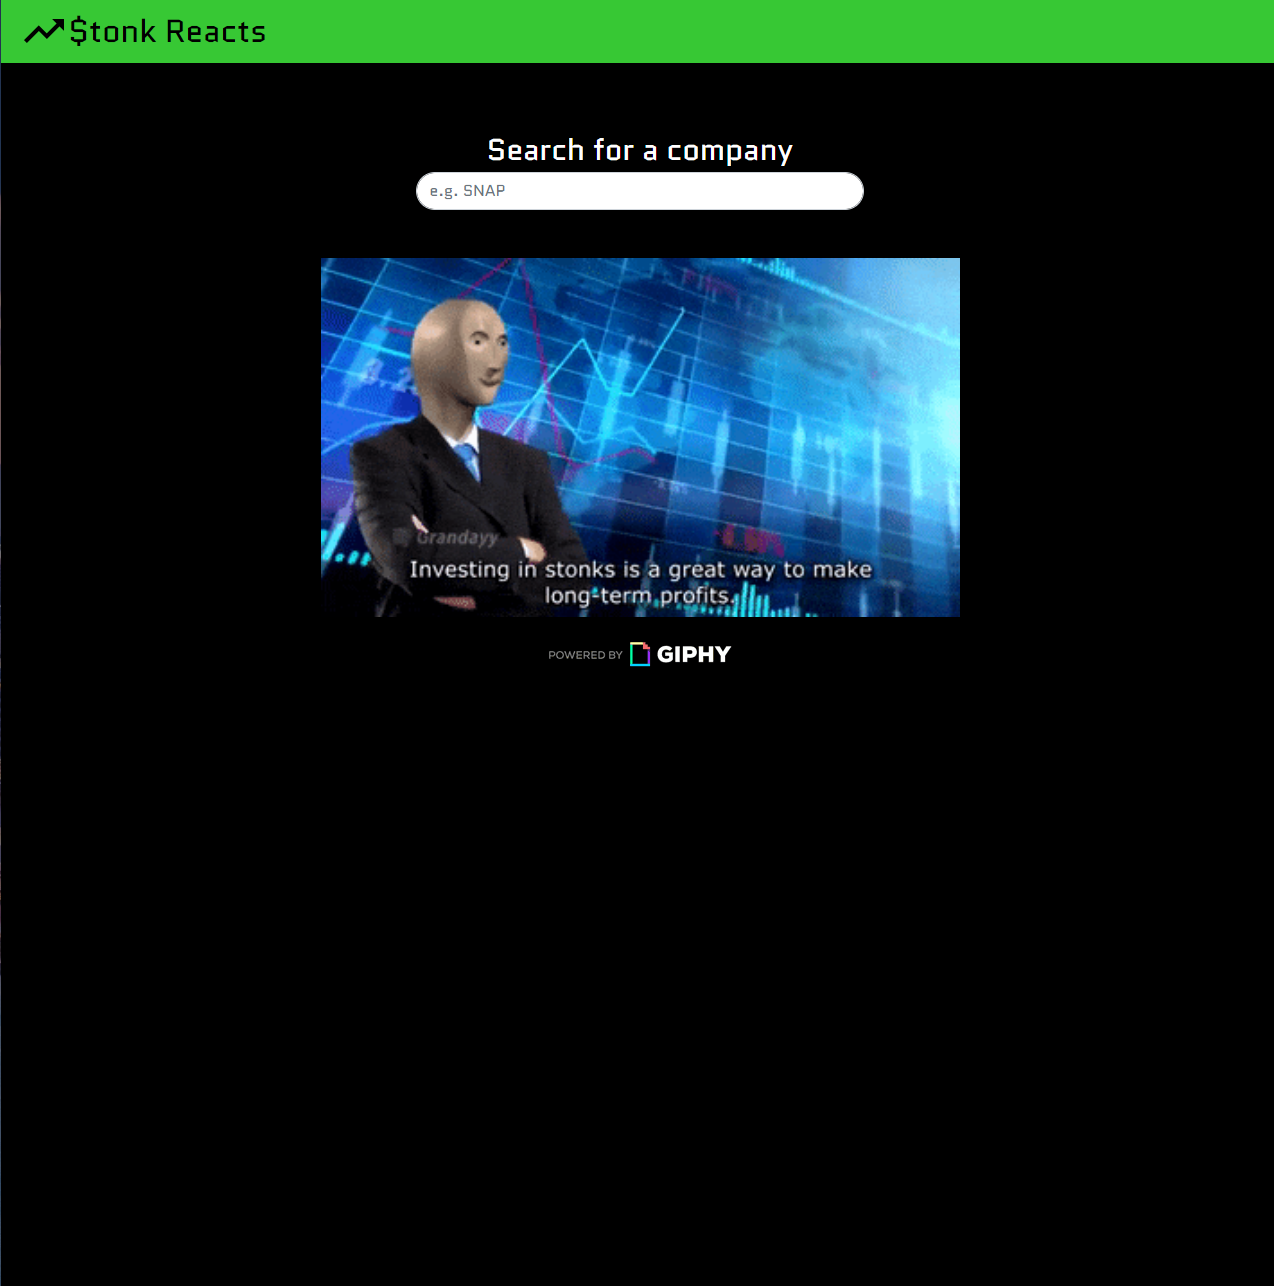 $tonk Reacts
Search for a company
e.g. SNAP
Grandayy
Investing in stonks is a great way to make
long-term profits.
POWERED BY GIPHY